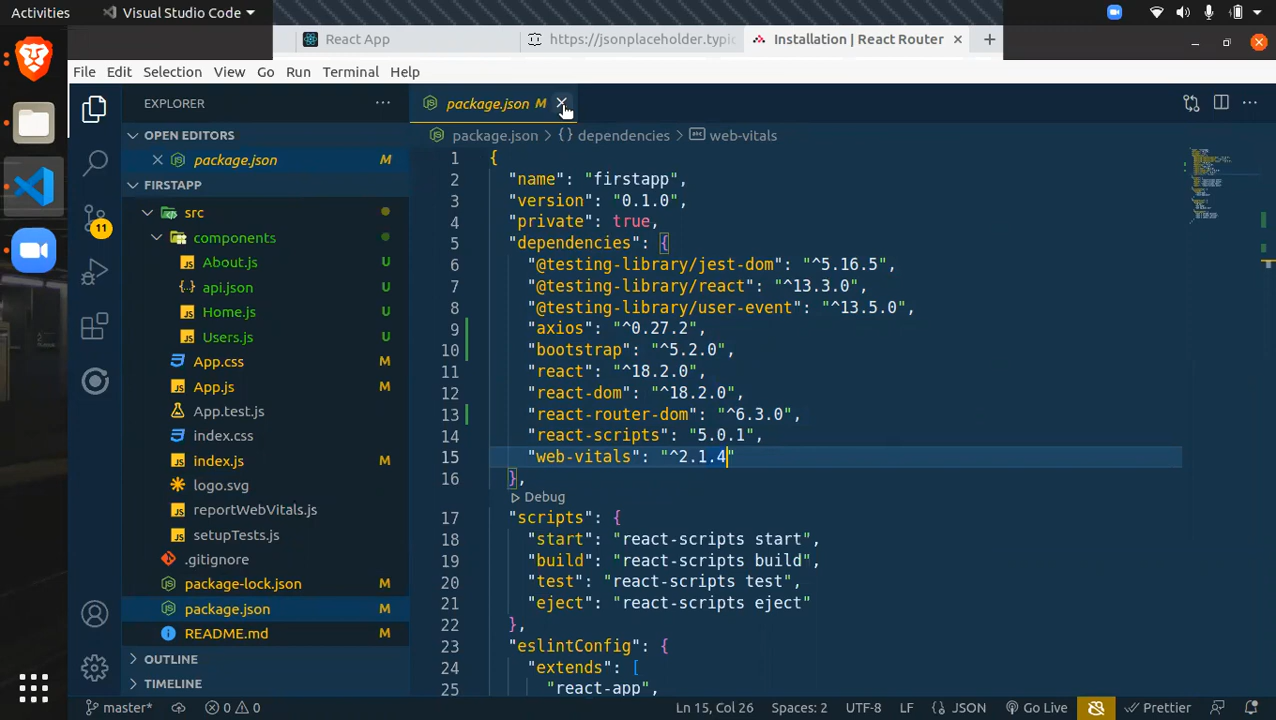 Activities
Visual Studio Code
React App
https://jsonplaceholder.typic
Installation | React Router
File Edit Selection View Go Run Terminal Help
EXPLORER
package.json M
OPEN EDITORS
package.json > {} dependencies > web-vitals
package.json M
FIRSTAPP
src
components
About.js U
{..} api.json U
Home.js U
Users.js U
App.css M
App.js M
App.test.js
index.css
index.js M
logo.svg
reportWebVitals.js
setupTests.js
.gitignore
package-lock.json M
package.json M
README.md M
OUTLINE
TIMELINE
11
1 {
2 "name": "firstapp",
3 "version": "0.1.0",
4 "private": true,
5 "dependencies": {
6 "@testing-library/jest-dom": "^5.16.5",
7 "@testing-library/react": "^13.3.0",
8 "@testing-library/user-event": "^13.5.0",
9 "axios": "^0.27.2",
10 "bootstrap": "^5.2.0",
11 "react": "^18.2.0",
12 "react-dom": "^18.2.0",
13 "react-router-dom": "^6.3.0",
14 "react-scripts": "5.0.1",
15 "web-vitals": "^2.1.4"
16 },
Debug
17 "scripts": {
18 "start": "react-scripts start",
19 "build": "react-scripts build",
20 "test": "react-scripts test",
21 "eject": "react-scripts eject"
22 },
23 "eslintConfig": {
24 "extends": [
25 "react-app",
master* 0 0 Ln 15, Col 26 Spaces: 2 UTF-8 LF {} JSON Go Live Prettier